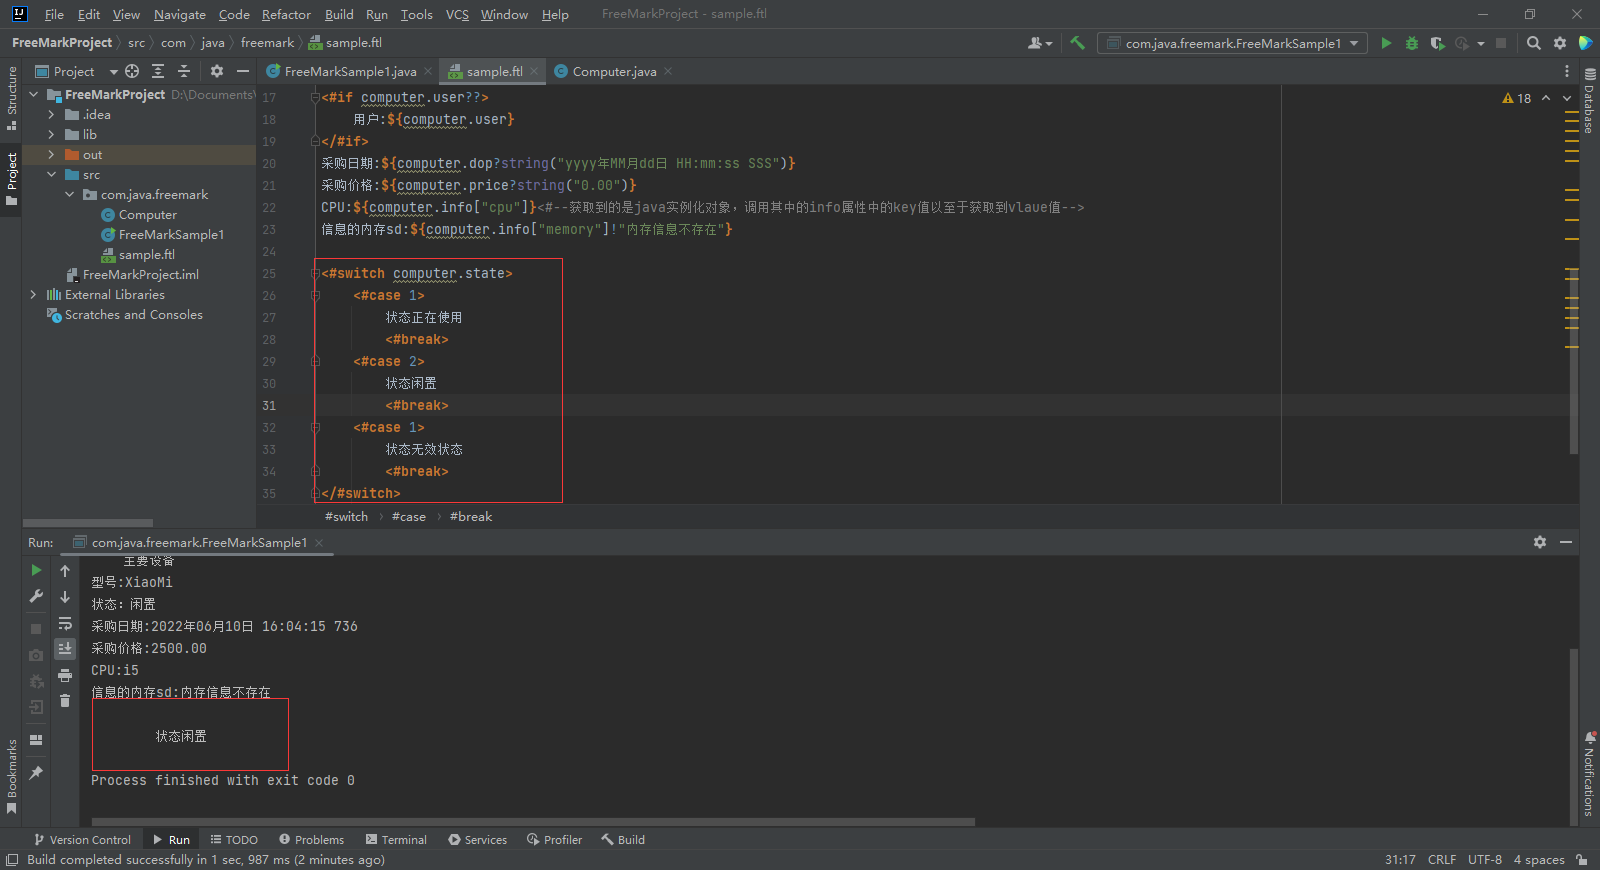 File Edit View Navigate Code Refactor Build Run Tools VCS Window Help FreeMarkProject - sample.ftl
FreeMarkProject src com java freemark sample.ftl com.java.freemark.FreeMarkSample1
Structure
Project
Bookmarks
Project
FreeMarkProject D:\Documents\
.idea
lib
out
src
com.java.freemark
Computer
FreeMarkSample1
sample.ftl
FreeMarkProject.iml
External Libraries
Scratches and Consoles
FreeMarkSample1.java sample.ftl Computer.java
18
17 <#if computer.user??>
18 用户:${computer.user}
19 </#if>
20 采购日期:${computer.dop?string("yyyy年MM月dd日 HH:mm:ss SSS")}
21 采购价格:${computer.price?string("0.00")}
22 CPU:${computer.info["cpu"]}<#--获取到的是java实例化对象，调用其中的info属性中的key值以至于获取到vlaue值-->
23 信息的内存sd:${computer.info["memory"]!"内存信息不存在"}
24
25 <#switch computer.state>
26 <#case 1>
27 状态正在使用
28 <#break>
29 <#case 2>
30 状态闲置
31 <#break>
32 <#case 1>
33 状态无效状态
34 <#break>
35 </#switch>
#switch #case #break
Database
Notifications
Run: com.java.freemark.FreeMarkSample1
主要设备
型号:XiaoMi
状态：闲置
采购日期:2022年06月10日 16:04:15 736
采购价格:2500.00
CPU:i5
信息的内存sd:内存信息不存在
状态闲置
Process finished with exit code 0
Version Control Run TODO Problems Terminal Services Profiler Build
Build completed successfully in 1 sec, 987 ms (2 minutes ago) 31:17 CRLF UTF-8 4 spaces